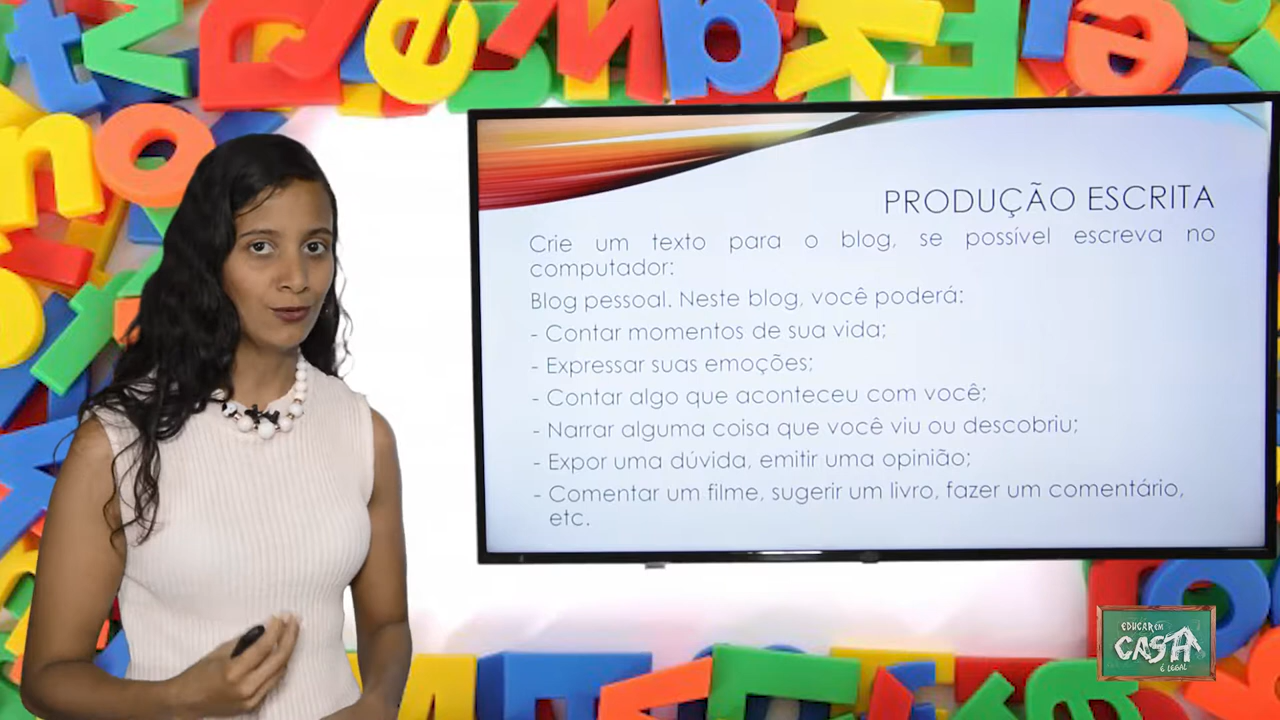 PRODUÇÃO ESCRITA
Crie um texto para o blog, se possível escreva no
computador:
Blog pessoal. Neste blog, você poderá:
- Contar momentos de sua vida;
- Expressar suas emoções;
- Contar algo que aconteceu com você;
- Narrar alguma coisa que você viu ou descobriu;
- Expor uma dúvida, emitir uma opinião;
- Comentar um filme, sugerir um livro, fazer um comentário,
etc.
EDUCAR EM
CASA
É LEGAL